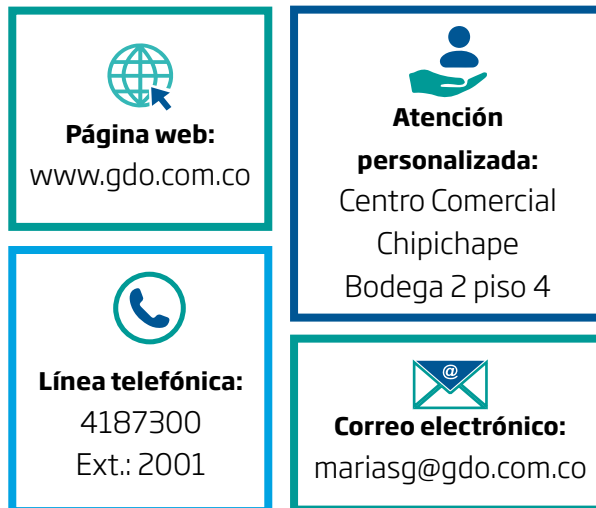 Página web:
www.gdo.com.co
Atención
personalizada:
Centro Comercial
Chipichape
Bodega 2 piso 4
Línea telefónica:
4187300
Ext.: 2001
@
Correo electrónico:
mariasg@gdo.com.co